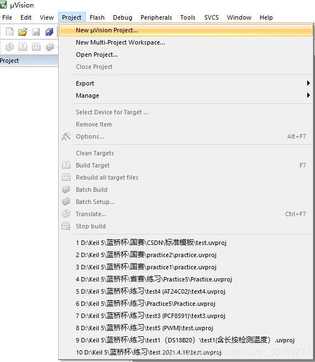 μVision
File Edit View Project Flash Debug Peripherals Tools SVCS Window Help
New μVision Project...
New Multi-Project Workspace...
Open Project...
Close Project
Project
Export
Manage
Select Device for Target ...
Remove Item
Options... Alt+F7
Clean Targets
Build Target F7
Rebuild all target files
Batch Build
Batch Setup...
Translate... Ctrl+F7
Stop build
1 D:\Keil 5\蓝桥杯\国赛\CSDN\标准模板\test.uvproj
2 D:\Keil 5\蓝桥杯\国赛\practice2\Practice.uvproj
3 D:\Keil 5\蓝桥杯\国赛\practice1\Practice.uvproj
4 D:\Keil 5\蓝桥杯\省赛\练习\Practice6\Practice.uvproj
5 D:\Keil 5\蓝桥杯\练习\test4 (AT24C02)\text4.uvproj
6 D:\Keil 5\蓝桥杯\练习\Practice5\Practice.uvproj
7 D:\Keil 5\蓝桥杯\练习\test3 (PCF8591)\text3.uvproj
8 D:\Keil 5\蓝桥杯\练习\test5 (PWM)\test.uvproj
9 D:\Keil 5\蓝桥杯\练习\test1（DS18B20）\test1(含长按检测温度）.uvproj
10 D:\Keil 5\蓝桥杯\练习\test 2021.4.16\test.uvproj